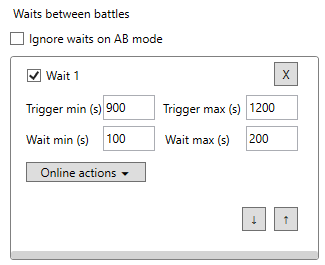 Waits between battles
Ignore waits on AB mode
Wait 1 X
Trigger min (s) 900 Trigger max (s) 1200
Wait min (s) 100 Wait max (s) 200
Online actions ▾
↓ ↑